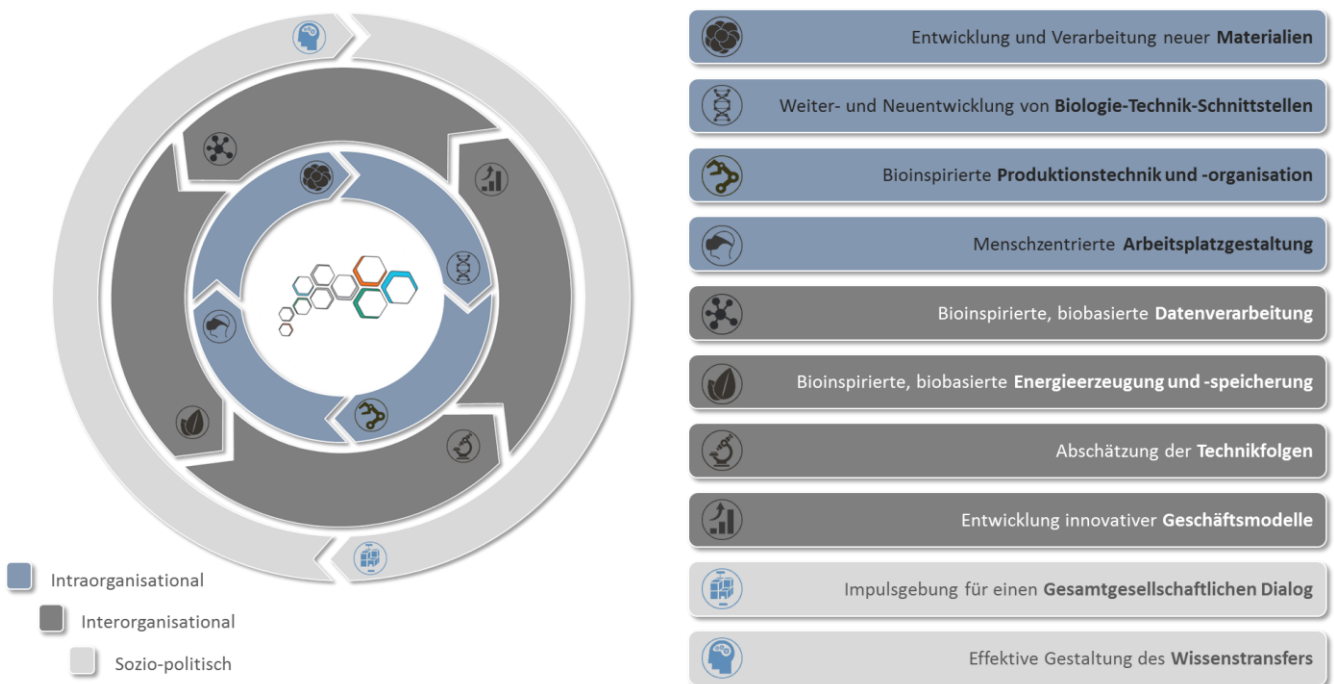 Entwicklung und Verarbeitung neuer Materialien
Weiter- und Neuentwicklung von Biologie-Technik-Schnittstellen
Bioinspirierte Produktionstechnik und -organisation
Menschzentrierte Arbeitsplatzgestaltung
Bioinspirierte, biobasierte Datenverarbeitung
Bioinspirierte, biobasierte Energieerzeugung und -speicherung
Abschätzung der Technikfolgen
Entwicklung innovativer Geschäftsmodelle
Impulsgebung für einen Gesamtgesellschaftlichen Dialog
Effektive Gestaltung des Wissenstransfers
Intraorganisational
Interorganisational
Sozio-politisch